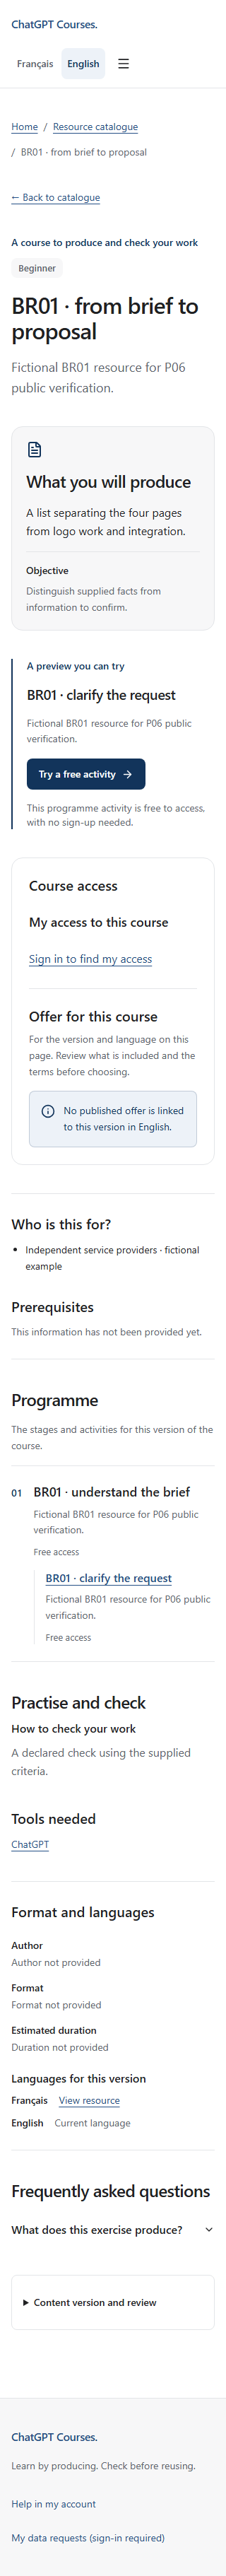 ChatGPT Courses.
Français English
Home / Resource catalogue
/ BR01 · from brief to proposal
← Back to catalogue
A course to produce and check your work
Beginner
BR01 · from brief to
proposal
Fictional BR01 resource for P06
public verification.
What you will produce
A list separating the four pages
from logo work and integration.
Objective
Distinguish supplied facts from
information to confirm.
A preview you can try
BR01 · clarify the request
Fictional BR01 resource for P06 public
verification.
Try a free activity →
This programme activity is free to access,
with no sign-up needed.
Course access
My access to this course
Sign in to find my access
Offer for this course
For the version and language on this
page. Review what is included and the
terms before choosing.
No published offer is linked
to this version in English.
Who is this for?
• Independent service providers · fictional
example
Prerequisites
This information has not been provided yet.
Programme
The stages and activities for this version of the
course.
01 BR01 · understand the brief
Fictional BR01 resource for P06 public
verification.
Free access
BR01 · clarify the request
Fictional BR01 resource for P06 public
verification.
Free access
Practise and check
How to check your work
A declared check using the supplied
criteria.
Tools needed
ChatGPT
Format and languages
Author
Author not provided
Format
Format not provided
Estimated duration
Duration not provided
Languages for this version
Français View resource
English Current language
Frequently asked questions
What does this exercise produce?
▶ Content version and review
ChatGPT Courses.
Learn by producing. Check before reusing.
Help in my account
My data requests (sign-in required)